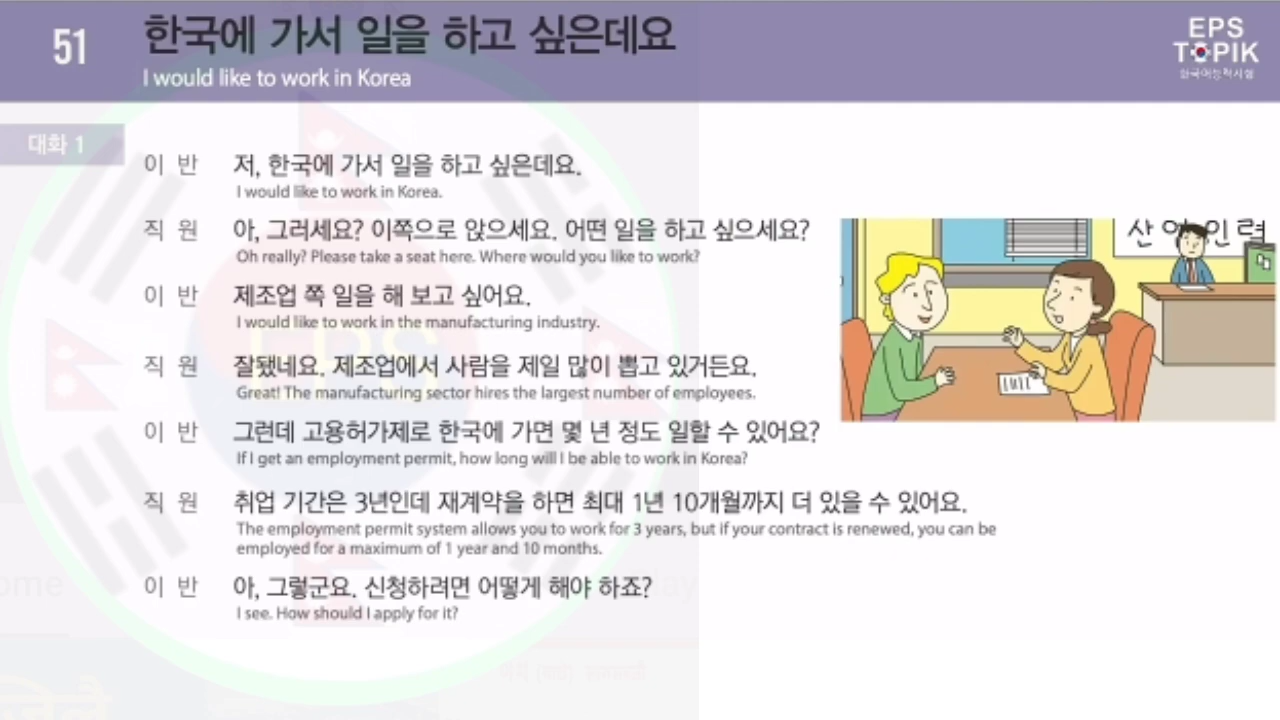 51
한국에 가서 일을 하고 싶은데요
I would like to work in Korea
EPS
TOPIK
한국어능력시험
대화 1
이 반 저, 한국에 가서 일을 하고 싶은데요.
I would like to work in Korea.
직 원 아, 그러세요? 이쪽으로 앉으세요. 어떤 일을 하고 싶으세요?
Oh really? Please take a seat here. Where would you like to work?
산업인력
이 반 제조업 쪽 일을 해 보고 싶어요.
I would like to work in the manufacturing industry.
직 원 잘됐네요. 제조업에서 사람을 제일 많이 뽑고 있거든요.
Great! The manufacturing sector hires the largest number of employees.
이 반 그런데 고용허가제로 한국에 가면 몇 년 정도 일할 수 있어요?
If I get an employment permit, how long will I be able to work in Korea?
직 원 취업 기간은 3년인데 재계약을 하면 최대 1년 10개월까지 더 있을 수 있어요.
The employment permit system allows you to work for 3 years, but if your contract is renewed, you can be
employed for a maximum of 1 year and 10 months.
이 반 아, 그렇군요. 신청하려면 어떻게 해야 하죠?
I see. How should I apply for it?
EPS